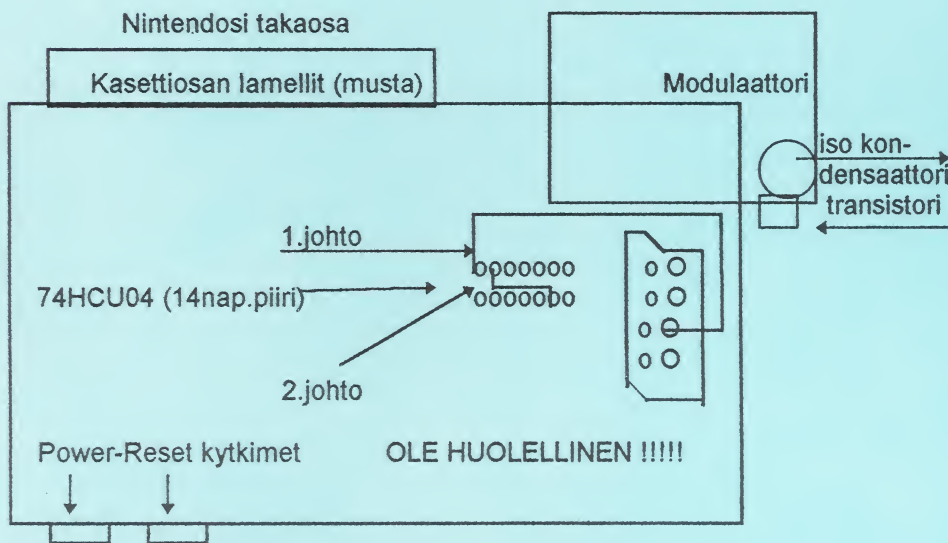 Nintendosi takaosa
Kasettiosan lamellit (musta)
Modulaattori
iso kon-
densaattori
transistori
1.johto
74HCU04 (14nap.piiri)
2.johto
Power-Reset kytkimet
OLE HUOLELLINEN !!!!!